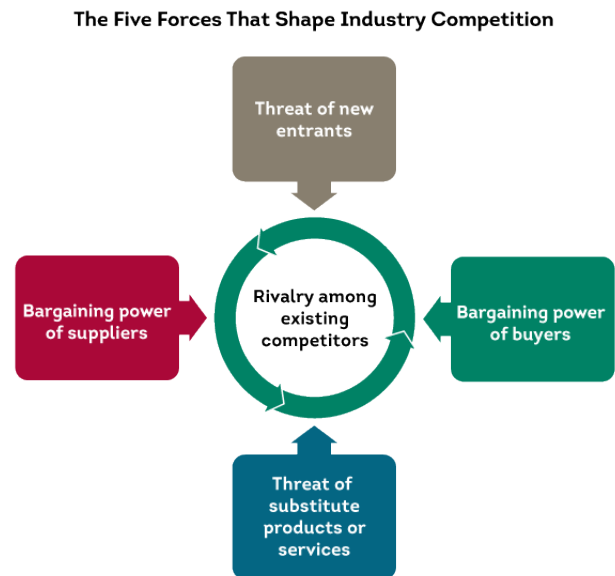 The Five Forces That Shape Industry Competition
Threat of new
entrants
Bargaining power
of suppliers
Rivalry among
existing
competitors
Bargaining power
of buyers
Threat of
substitute
products or
services